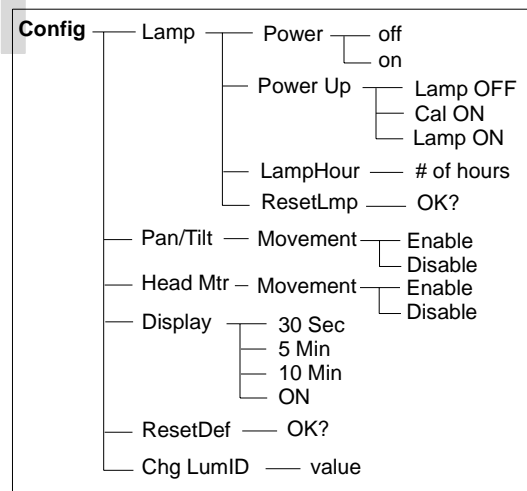 Config Lamp Power off
on
Power Up Lamp OFF
Cal ON
Lamp ON
LampHour # of hours
ResetLmp OK?
Pan/Tilt Movement Enable
Disable
Head Mtr Movement Enable
Disable
Display 30 Sec
5 Min
10 Min
ON
ResetDef OK?
Chg LumID value